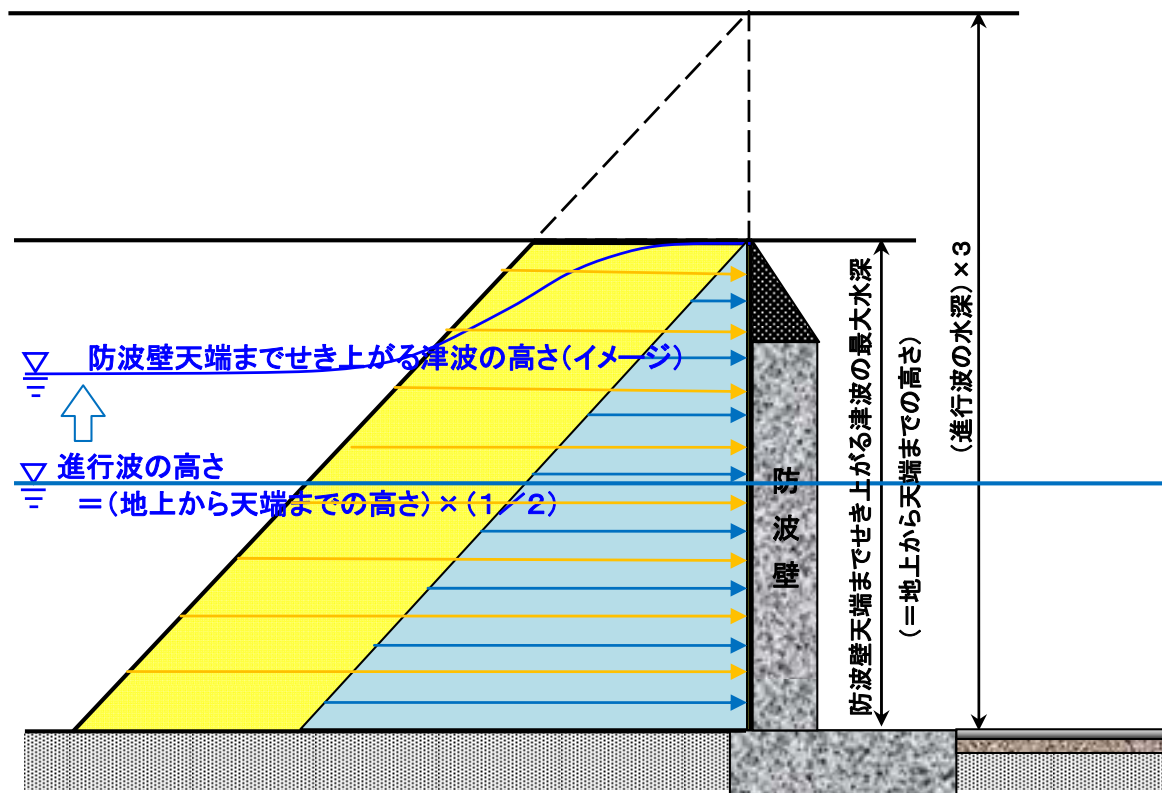 防波壁天端までせき上がる津波の高さ(イメージ)
進行波の高さ
＝(地上から天端までの高さ)×(１／２)
防波壁
防波壁天端までせき上がる津波の最大水深
(＝地上から天端までの高さ)
(進行波の水深)×３